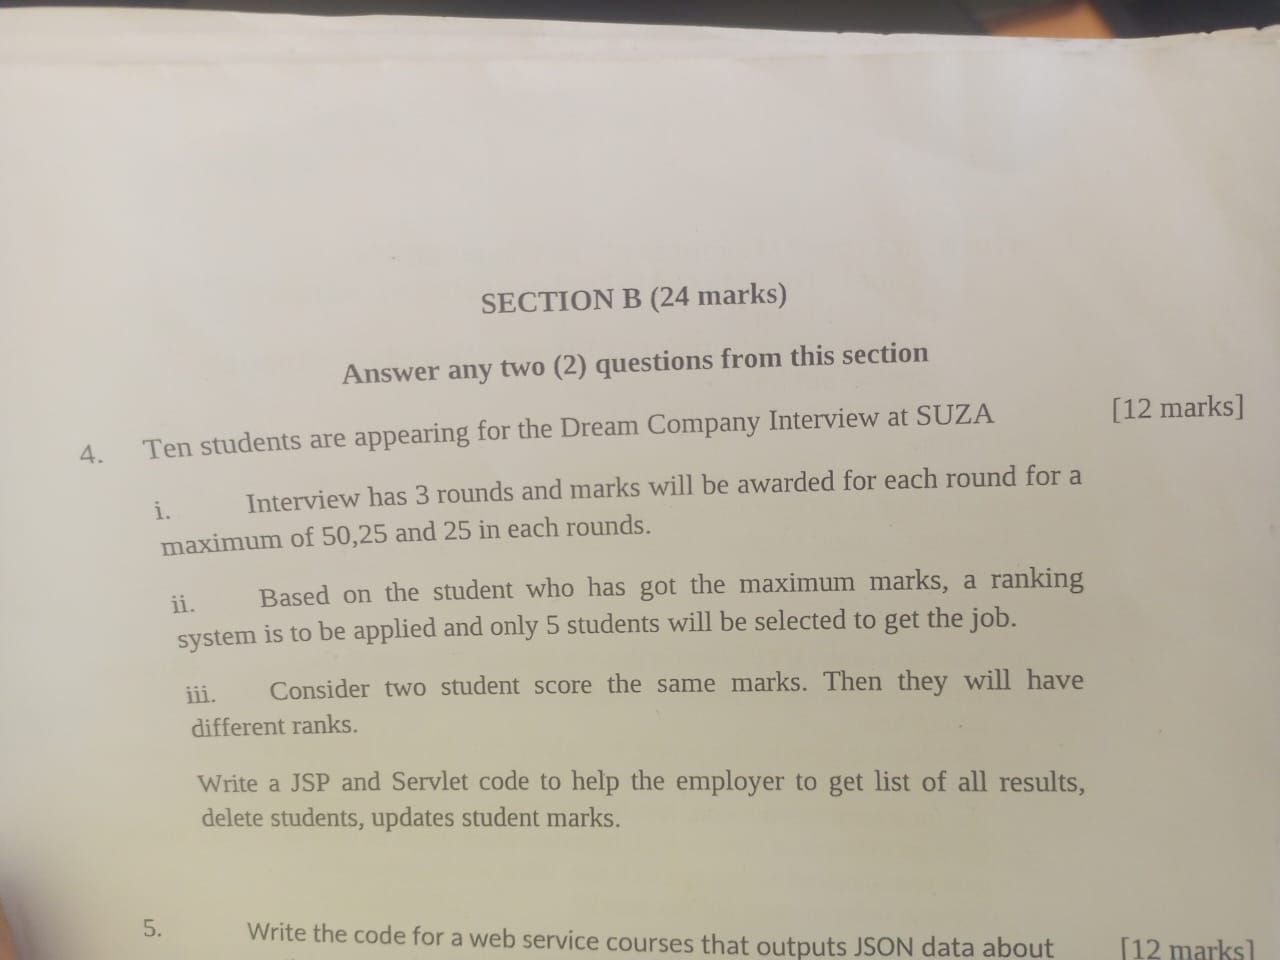 SECTION B (24 marks)
Answer any two (2) questions from this section
4. Ten students are appearing for the Dream Company Interview at SUZA [12 marks]
i. Interview has 3 rounds and marks will be awarded for each round for a
maximum of 50,25 and 25 in each rounds.
ii. Based on the student who has got the maximum marks, a ranking
system is to be applied and only 5 students will be selected to get the job.
iii. Consider two student score the same marks. Then they will have
different ranks.
Write a JSP and Servlet code to help the employer to get list of all results,
delete students, updates student marks.
5. Write the code for a web service courses that outputs JSON data about [12 marks]